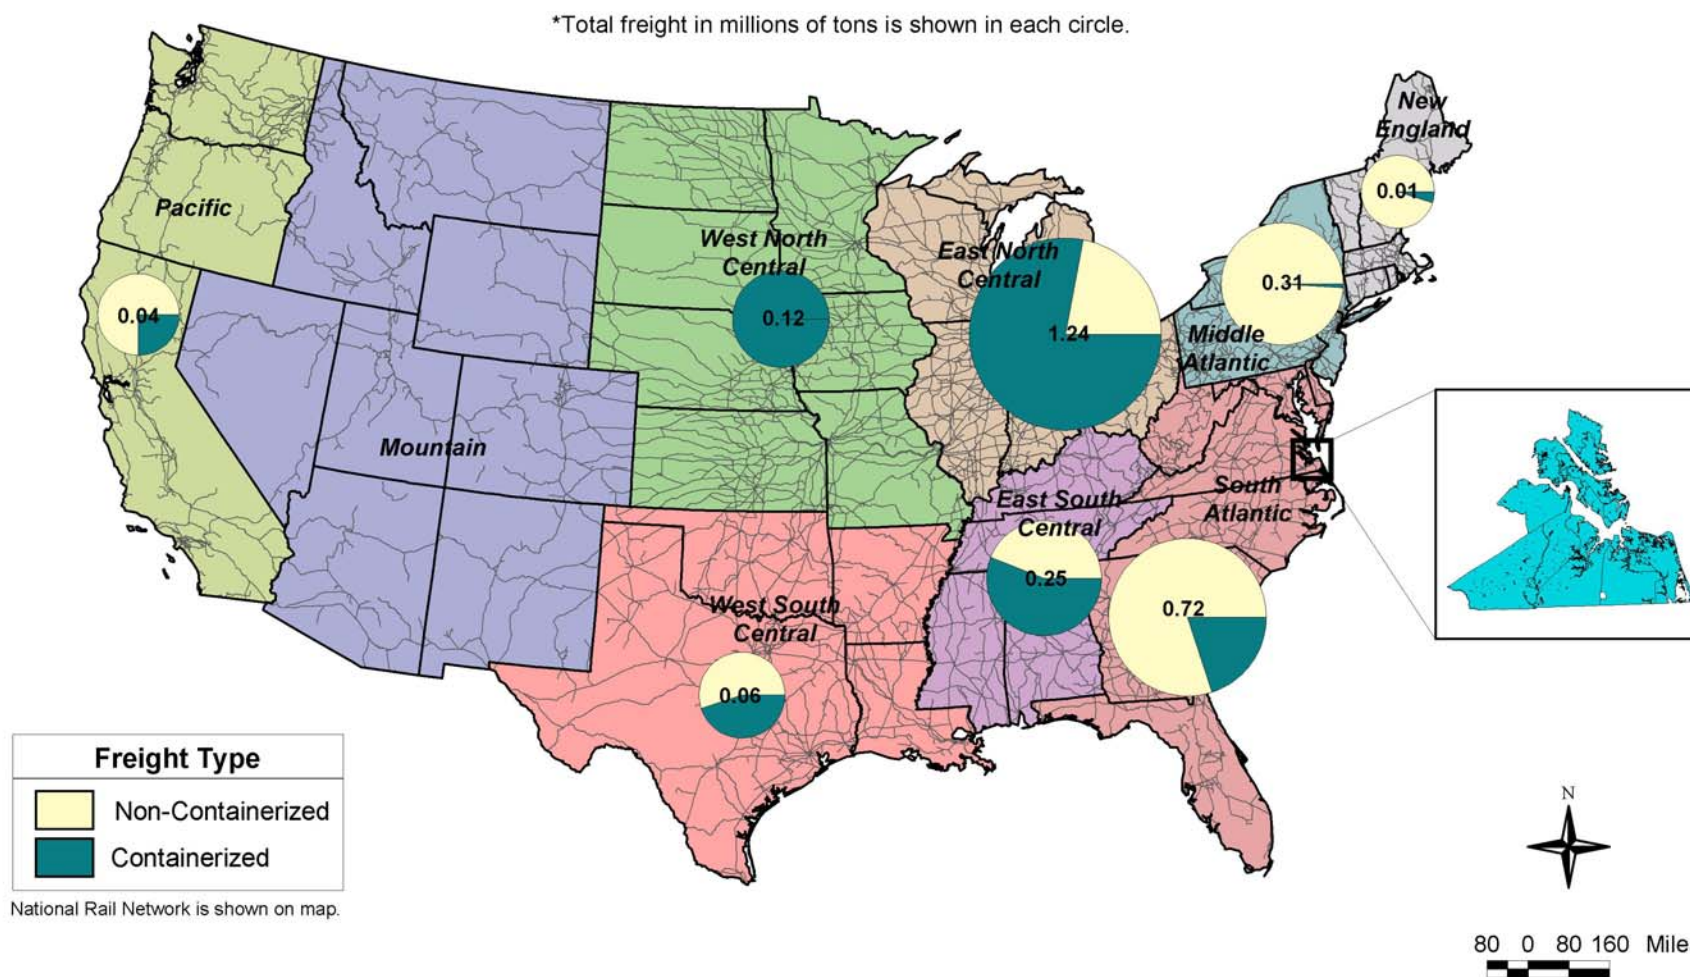 *Total freight in millions of tons is shown in each circle.
New
England
0.01
Pacific
West North
Central
East North
Central
0.31
0.04
0.12
1.24
Middle
Atlantic
Mountain
East South
Central
South
Atlantic
0.25
0.72
West South
Central
0.06
Freight Type
Non-Containerized
Containerized
National Rail Network is shown on map.
N
80 0 80 160 Mile